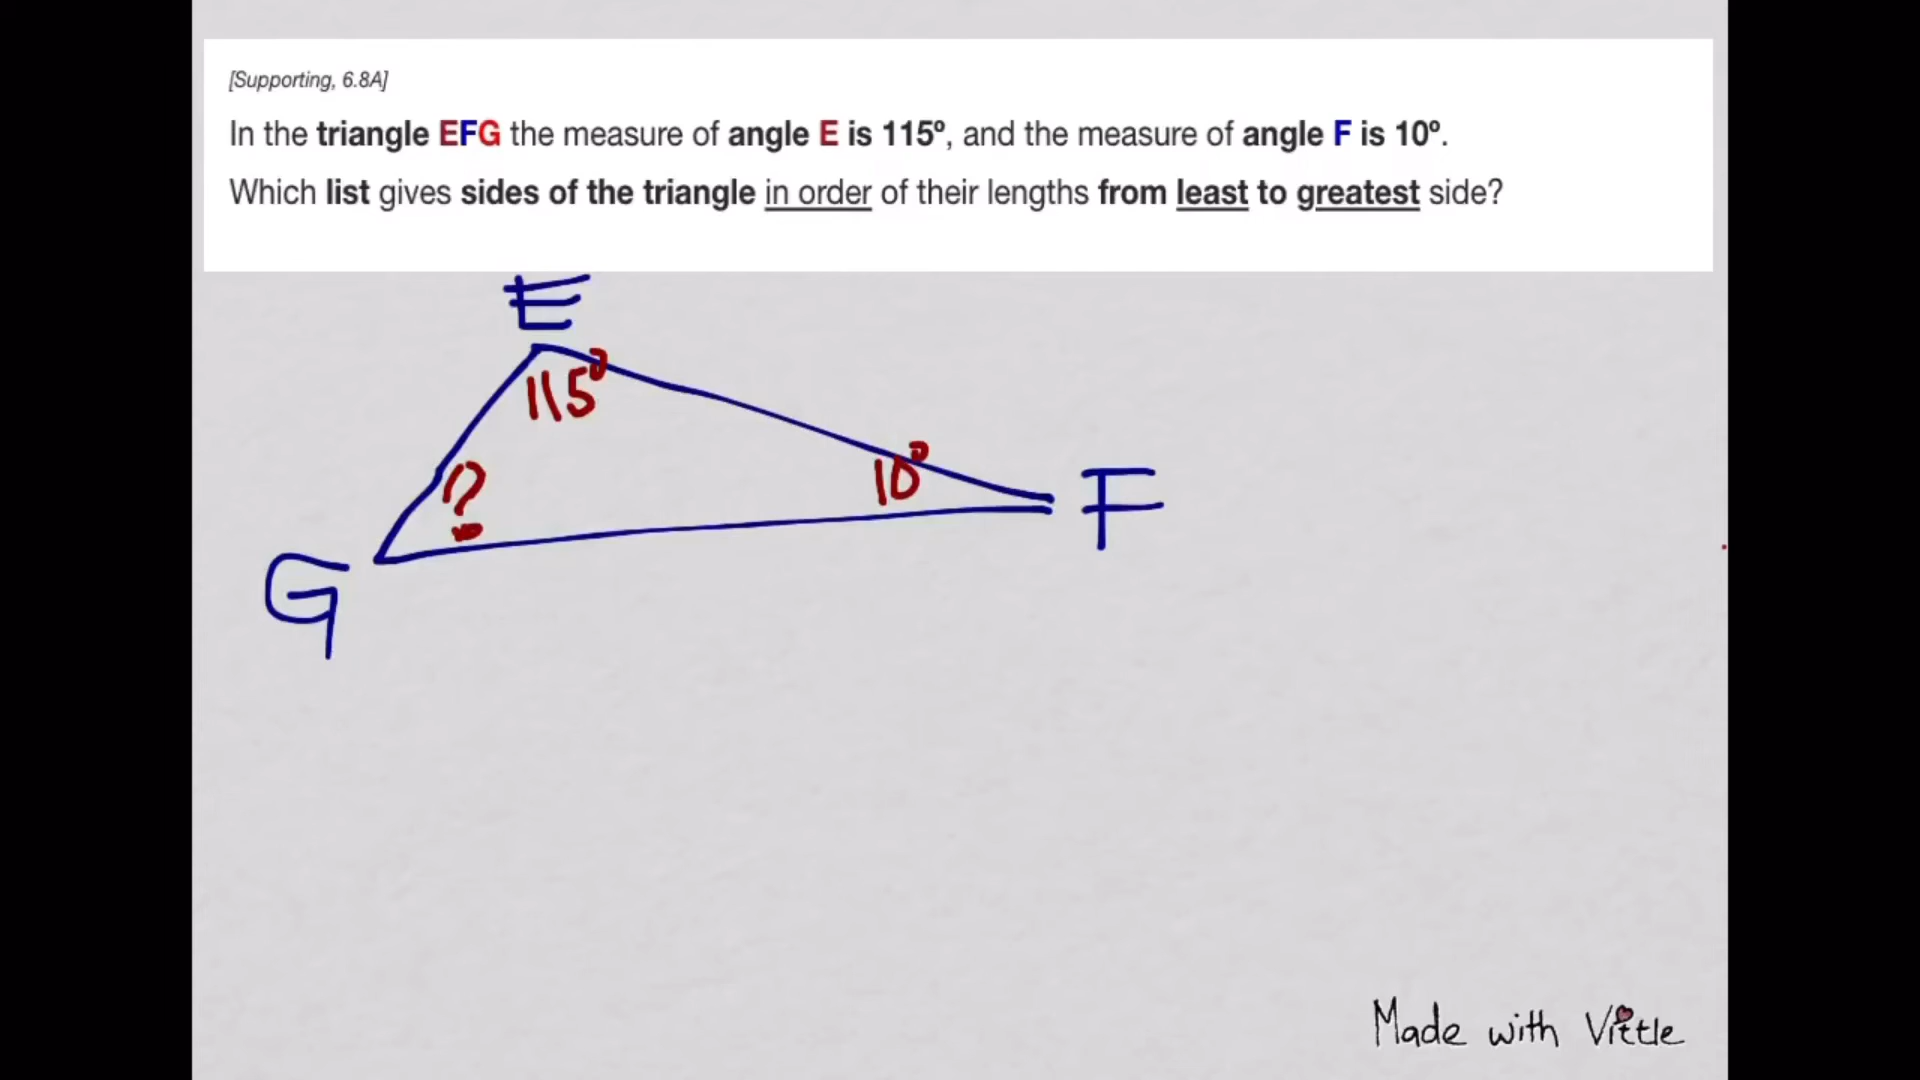 [Supporting, 6.8A]
In the triangle EFG the measure of angle E is 115º, and the measure of angle F is 10º.
Which list gives sides of the triangle in order of their lengths from least to greatest side?
E
115°
10°
F
?
G
Made with Vittle